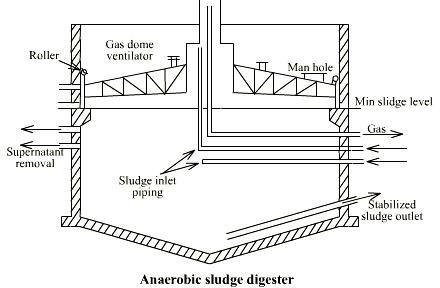 Roller
Gas dome
ventilator
Man hole
Min slidge level
Gas
Supernatant
removal
Sludge inlet
piping
Stabilized
sludge outlet
Anaerobic sludge digester